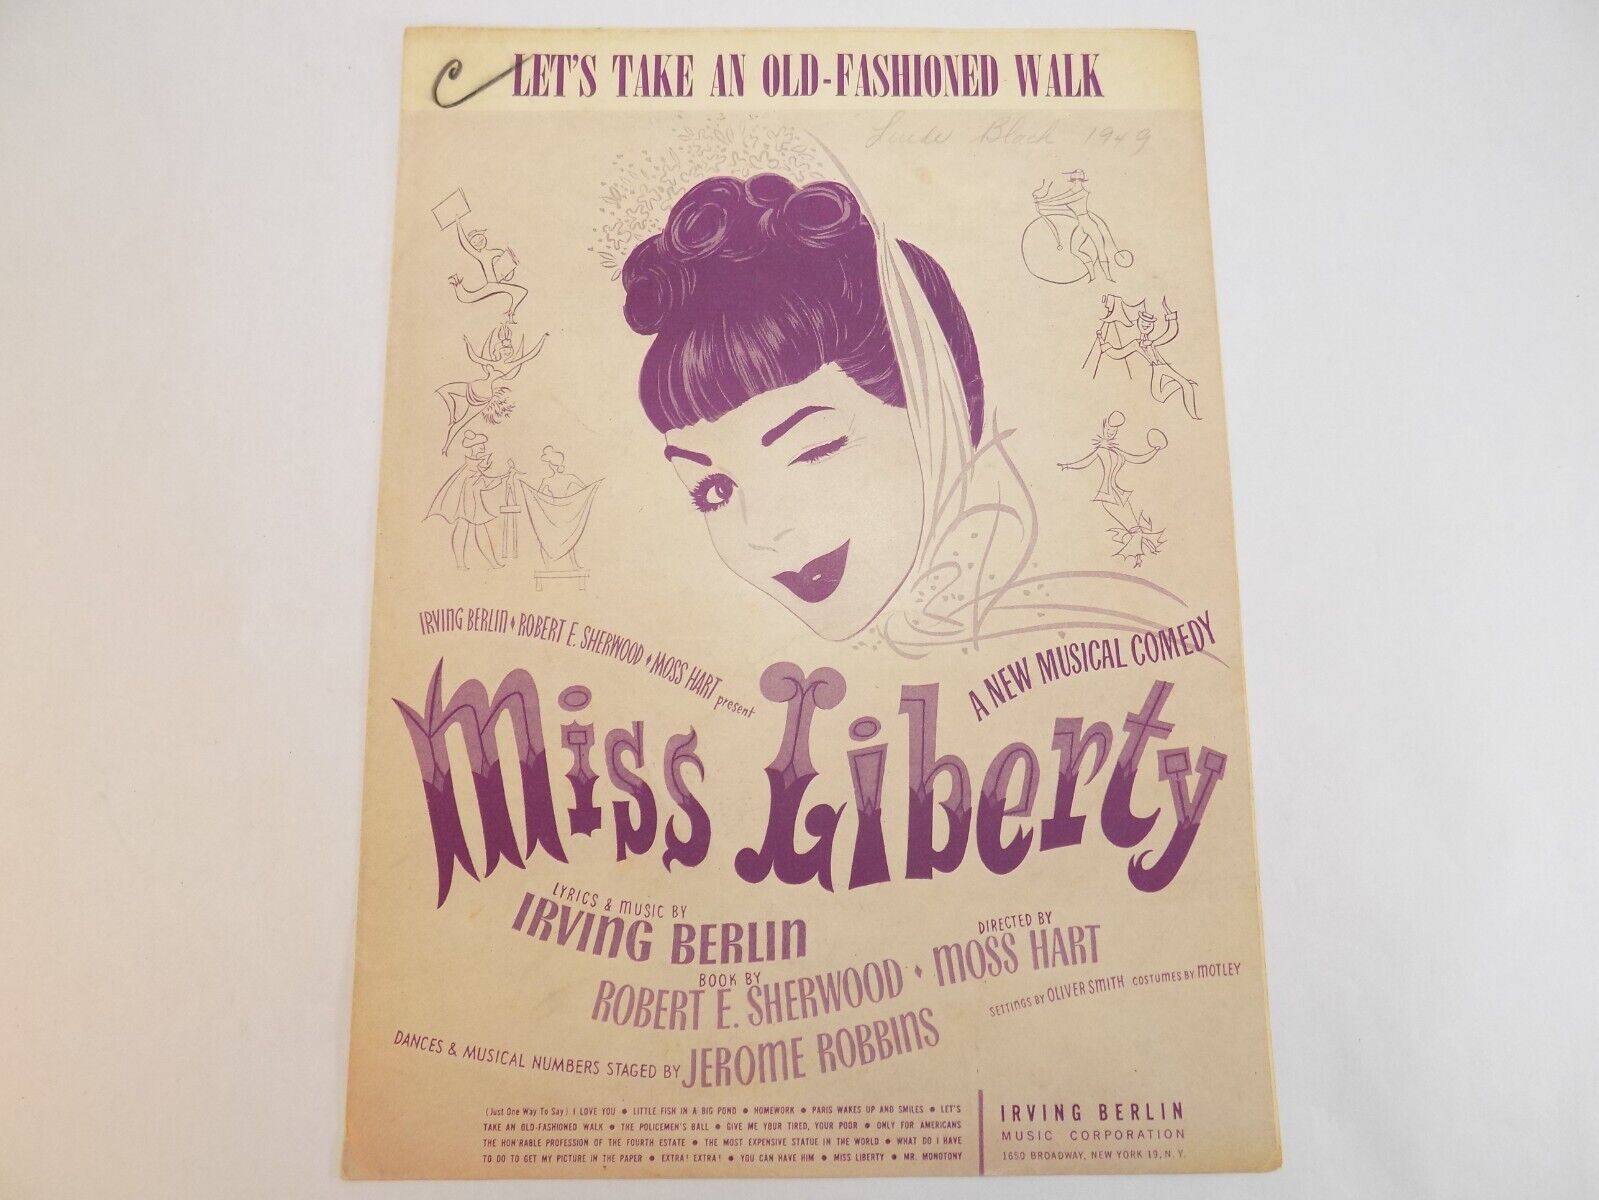 C LET'S TAKE AN OLD-FASHIONED WALK
Black 1949
IRVING BERLIN • ROBERT E. SHERWOOD • MOSS HART present
A NEW MUSICAL COMEDY
Miss Liberty
LYRICS & MUSIC BY
IRVING BERLIN
BOOK BY
ROBERT E. SHERWOOD •
DIRECTED BY
MOSS HART
SETTINGS BY OLIVER SMITH COSTUMES BY MOTLEY
DANCES & MUSICAL NUMBERS STAGED BY JEROME ROBBINS
(Just One Way To Say) I LOVE YOU • LITTLE FISH IN A BIG POND • HOMEWORK • PARIS WAKES UP AND SMILES • LET'S
TAKE AN OLD-FASHIONED WALK • THE POLICEMEN'S BALL • GIVE ME YOUR TIRED, YOUR POOR • ONLY FOR AMERICANS
THE HON'RABLE PROFESSION OF THE FOURTH ESTATE • THE MOST EXPENSIVE STATUE IN THE WORLD • WHAT DO I HAVE
TO DO TO GET MY PICTURE IN THE PAPER • EXTRA! EXTRA! • YOU CAN HAVE HIM • MISS LIBERTY • MR. MONOTONY
IRVING BERLIN
MUSIC CORPORATION
1650 BROADWAY, NEW YORK 19, N. Y.